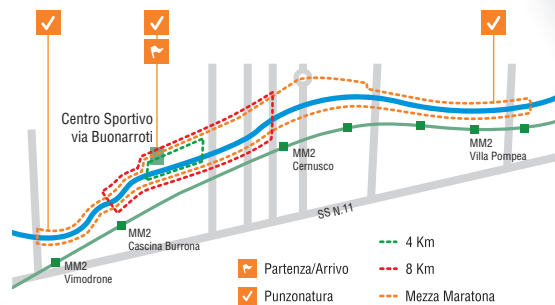 Centro Sportivo
via Buonarroti
MM2
Villa Pompea
MM2
Cernusco
SS N.11
MM2
Cascina Burrona
MM2
Vimodrone
4 Km
Partenza/Arrivo
8 Km
Punzonatura
Mezza Maratona